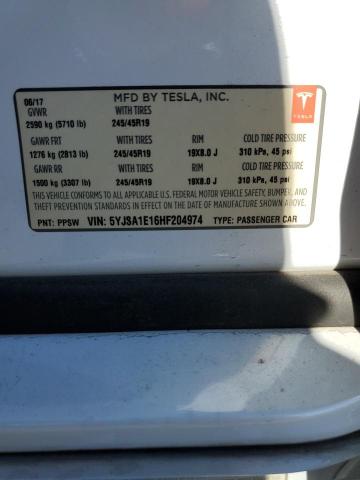 06/17 MFD BY TESLA, INC.
GVWR WITH TIRES
2590 kg (5710 lb) 245/45R19
TESLA
GAWR FRT WITH TIRES RIM COLD TIRE PRESSURE
1276 kg (2813 lb) 245/45R19 19X8.0 J 310 kPa, 45 psi
GAWR RR WITH TIRES RIM COLD TIRE PRESSURE
1500 kg (3307 lb) 245/45R19 19X8.0 J 310 kPa, 45 psi
THIS VEHICLE CONFORMS TO ALL APPLICABLE
U.S. FEDERAL MOTOR VEHICLE SAFETY, BUMPER, AND
THEFT PREVENTION STANDARDS IN EFFECT
ON THE DATE OF MANUFACTURE SHOWN ABOVE.
PNT: PPSW VIN: 5YJSA1E16HF204974 TYPE: PASSENGER CAR